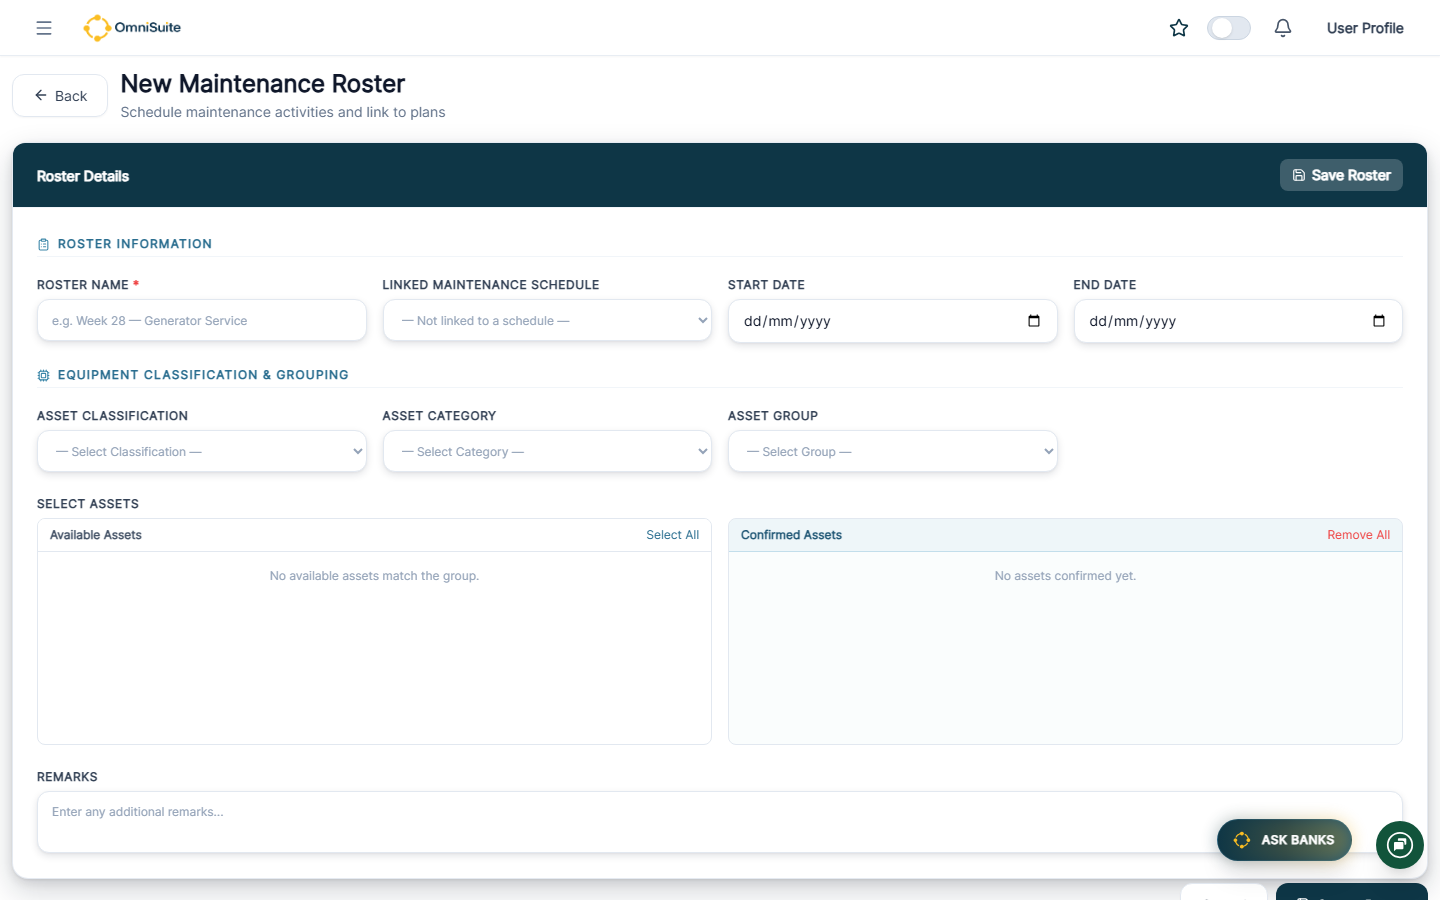 OmniSuite
User Profile
Back
New Maintenance Roster
Schedule maintenance activities and link to plans
Roster Details
Save Roster
ROSTER INFORMATION
ROSTER NAME *
LINKED MAINTENANCE SCHEDULE
START DATE
END DATE
e.g. Week 28 — Generator Service
— Not linked to a schedule —
dd/mm/yyyy
dd/mm/yyyy
EQUIPMENT CLASSIFICATION & GROUPING
ASSET CLASSIFICATION
ASSET CATEGORY
ASSET GROUP
— Select Classification —
— Select Category —
— Select Group —
SELECT ASSETS
Available Assets
Select All
Confirmed Assets
Remove All
No available assets match the group.
No assets confirmed yet.
REMARKS
Enter any additional remarks...
ASK BANKS